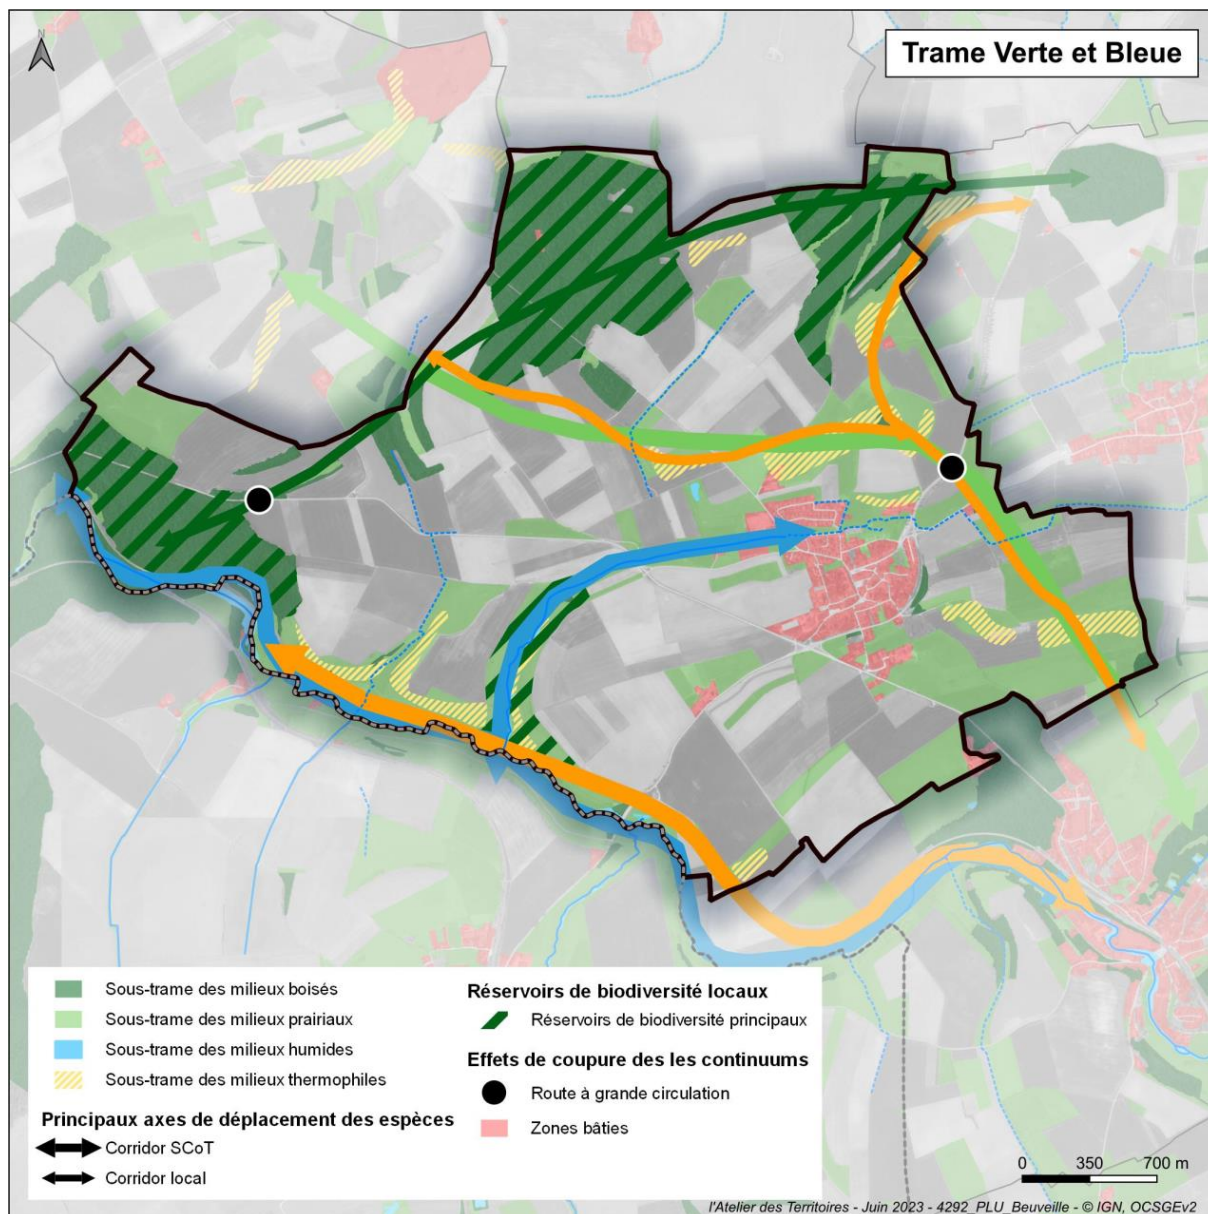 N
Trame Verte et Bleue
Sous-trame des milieux boisés
Sous-trame des milieux prairiaux
Sous-trame des milieux humides
Sous-trame des milieux thermophiles
Principaux axes de déplacement des espèces
Corridor SCoT
Corridor local
Réservoirs de biodiversité locaux
Réservoirs de biodiversité principaux
Effets de coupure des les continuums
Route à grande circulation
Zones bâties
0 350 700 m
l'Atelier des Territoires - Juin 2023 - 4292_PLU_Beuveille - © IGN, OCSGEv2